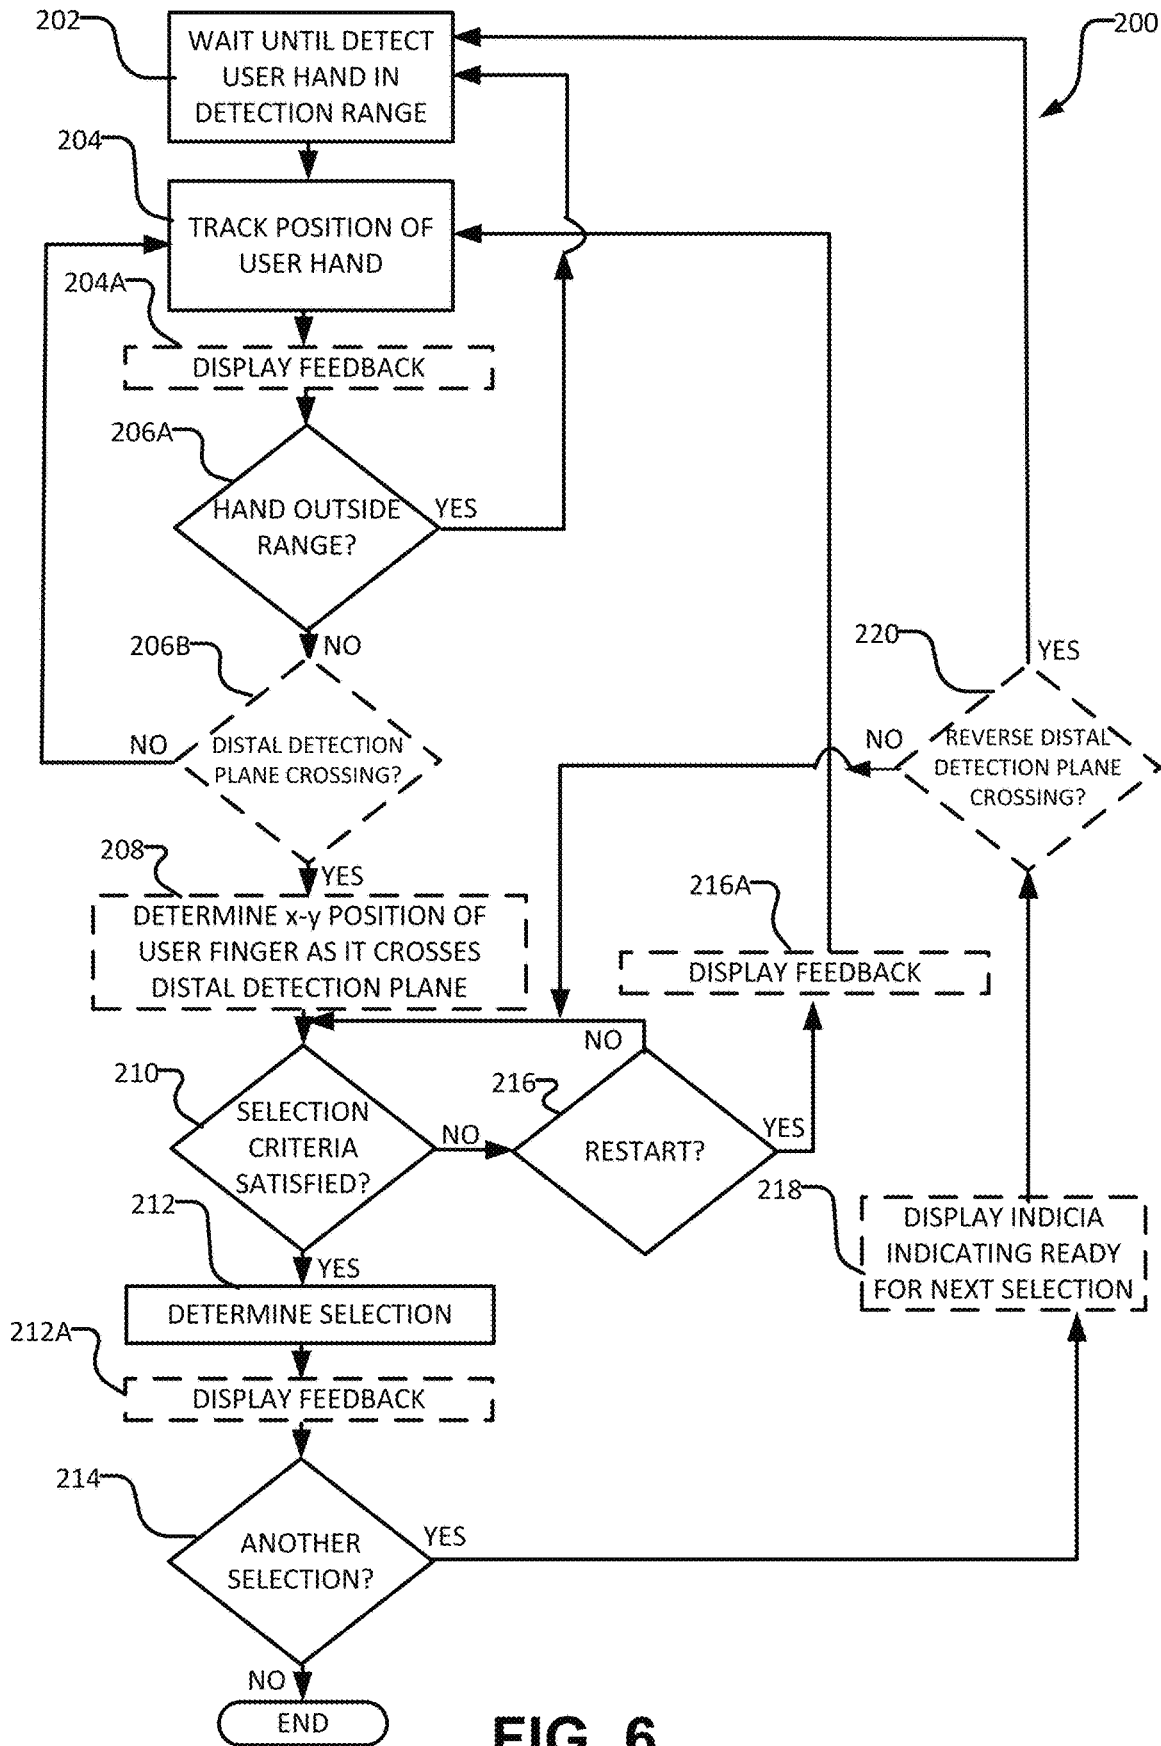 202
WAIT UNTIL DETECT
USER HAND IN
DETECTION RANGE
200
204
TRACK POSITION OF
USER HAND
204A
DISPLAY FEEDBACK
206A
HAND OUTSIDE
RANGE?
YES
NO
206B
DISTAL DETECTION
PLANE CROSSING?
NO
YES
220
YES
REVERSE DISTAL
DETECTION PLANE
CROSSING?
NO
208
DETERMINE x-y POSITION OF
USER FINGER AS IT CROSSES
DISTAL DETECTION PLANE
216A
DISPLAY FEEDBACK
210
SELECTION
CRITERIA
SATISFIED?
NO
216
NO
RESTART?
YES
218
DISPLAY INDICIA
INDICATING READY
FOR NEXT SELECTION
212
YES
DETERMINE SELECTION
212A
DISPLAY FEEDBACK
214
ANOTHER
SELECTION?
YES
NO
END
FIG. 6